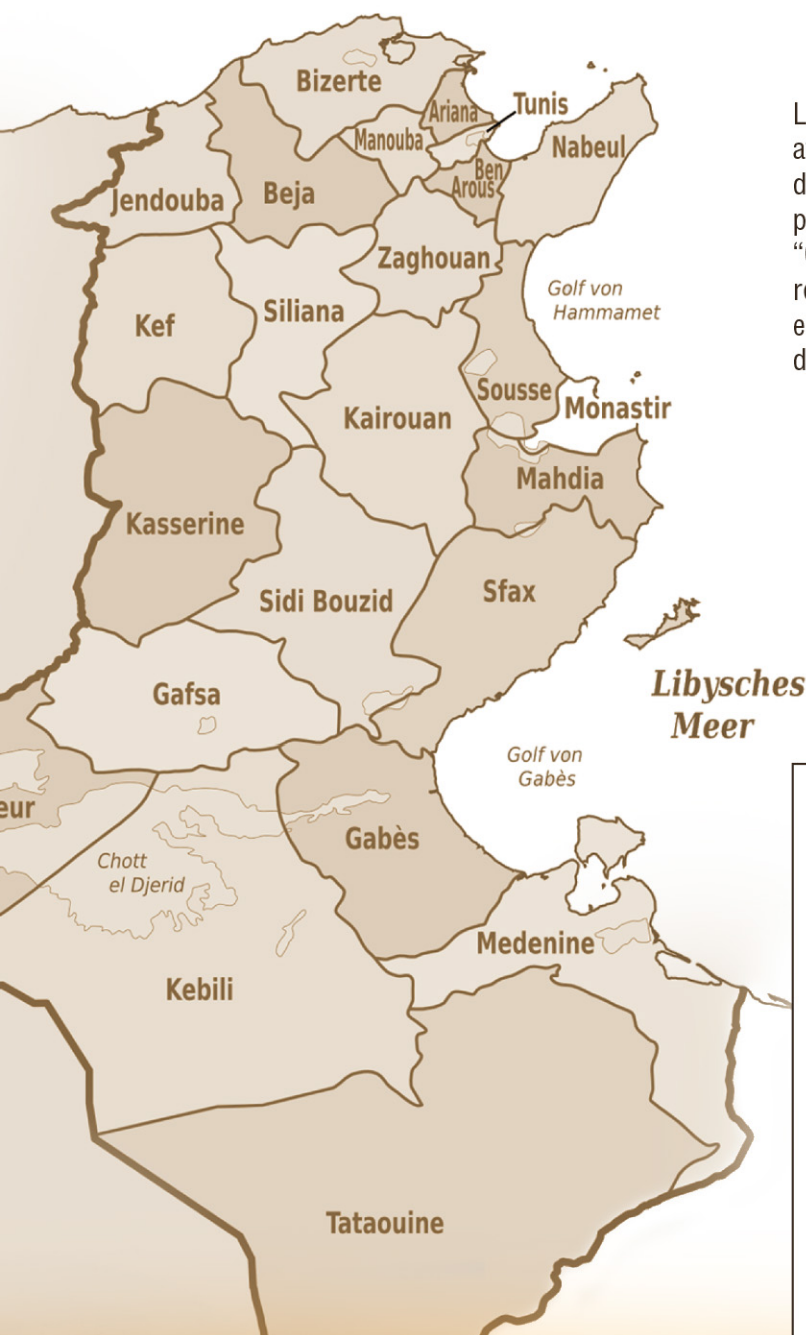 Bizerte
Ariana
Tunis
Manouba
Nabeul
Ben
Arous
Jendouba
Beja
Zaghouan
Golf von
Hammamet
Siliana
Kef
Sousse
Monastir
Kairouan
Mahdia
Kasserine
Sidi Bouzid
Sfax
Gafsa
Libysches
Meer
Golf von
Gabès
eur
Gabès
Chott
el Djerid
Medenine
Kebili
Tataouine